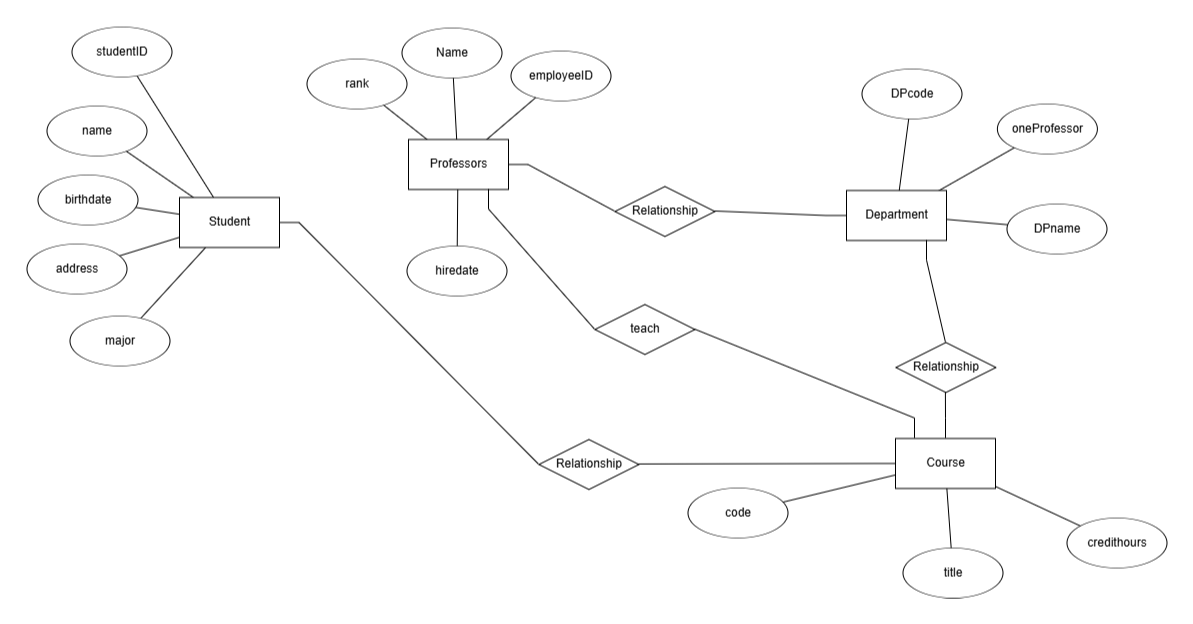 studentID
name
birthdate
address
major
Student
rank
Name
employeeID
Professors
hiredate
Relationship
DPcode
oneProfessor
Department
DPname
teach
Relationship
Relationship
Course
code
title
credithours